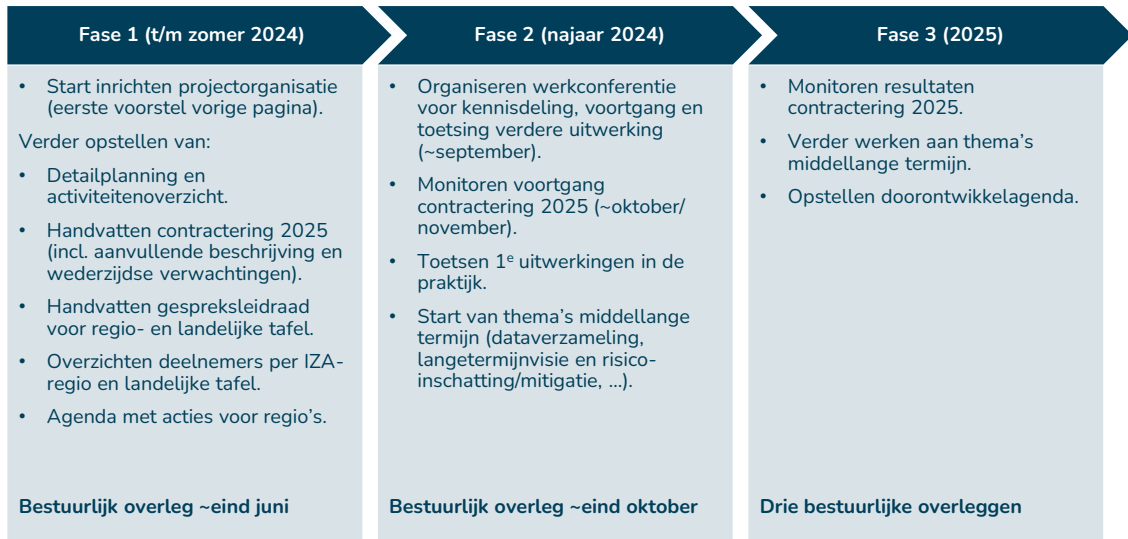 Fase 1 (t/m zomer 2024)
• Start inrichten projectorganisatie
(eerste voorstel vorige pagina).
Verder opstellen van:
• Detailplanning en
activiteitenoverzicht.
• Handvatten contractering 2025
(incl. aanvullende beschrijving en
wederzijdse verwachtingen).
• Handvatten gespreksleidraad
voor regio- en landelijke tafel.
• Overzichten deelnemers per IZA-
regio en landelijke tafel.
• Agenda met acties voor regio's.
Bestuurlijk overleg ~eind juni
Fase 2 (najaar 2024)
• Organiseren werkconferentie
voor kennisdeling, voortgang en
toetsing verdere uitwerking
(~september).
• Monitoren voortgang
contractering 2025 (~oktober/
november).
• Toetsen 1ᵉ uitwerkingen in de
praktijk.
• Start van thema's middellange
termijn (dataverzameling,
langetermijnvisie en risico-
inschatting/mitigatie, …).
Bestuurlijk overleg ~eind oktober
Fase 3 (2025)
• Monitoren resultaten
contractering 2025.
• Verder werken aan thema's
middellange termijn.
• Opstellen doorontwikkelagenda.
Drie bestuurlijke overleggen